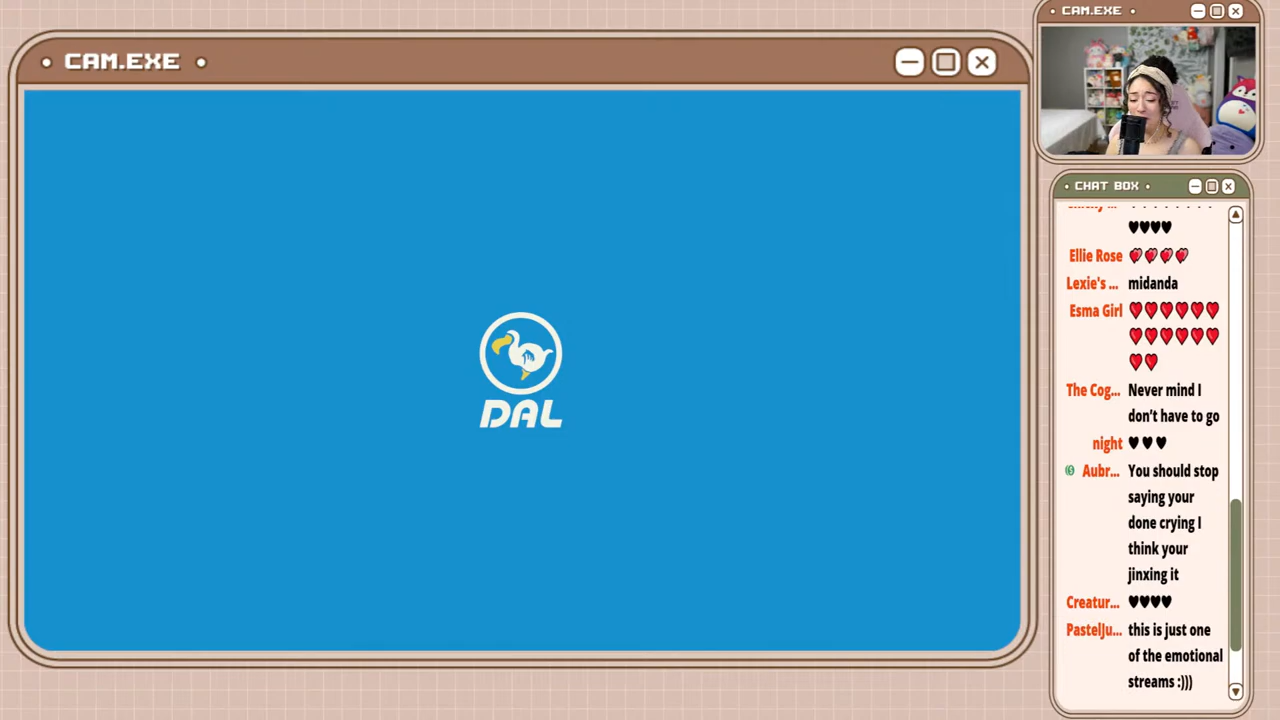 CAM.EXE
DAL
CAM.EXE
CHAT BOX
♥♥♥♥
Ellie Rose
Lexie's ... midanda
Esma Girl
The Cog... Never mind I
don't have to go
night ♥ ♥ ♥
Aubr... You should stop
saying your
done crying I
think your
jinxing it
Creatur... ♥♥♥♥
PastelJu... this is just one
of the emotional
streams :)))